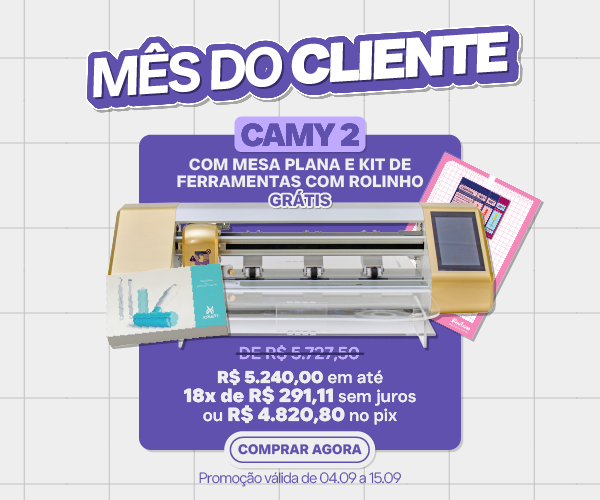 MÊS DO CLIENTE
CAMY 2
COM MESA PLANA E KIT DE
FERRAMENTAS COM ROLINHO
GRÁTIS
DE R$ 5.727,50
R$ 5.240,00 em até
18x de R$ 291,11 sem juros
ou R$ 4.820,80 no pix
COMPRAR AGORA
Promoção válida de 04.09 a 15.09